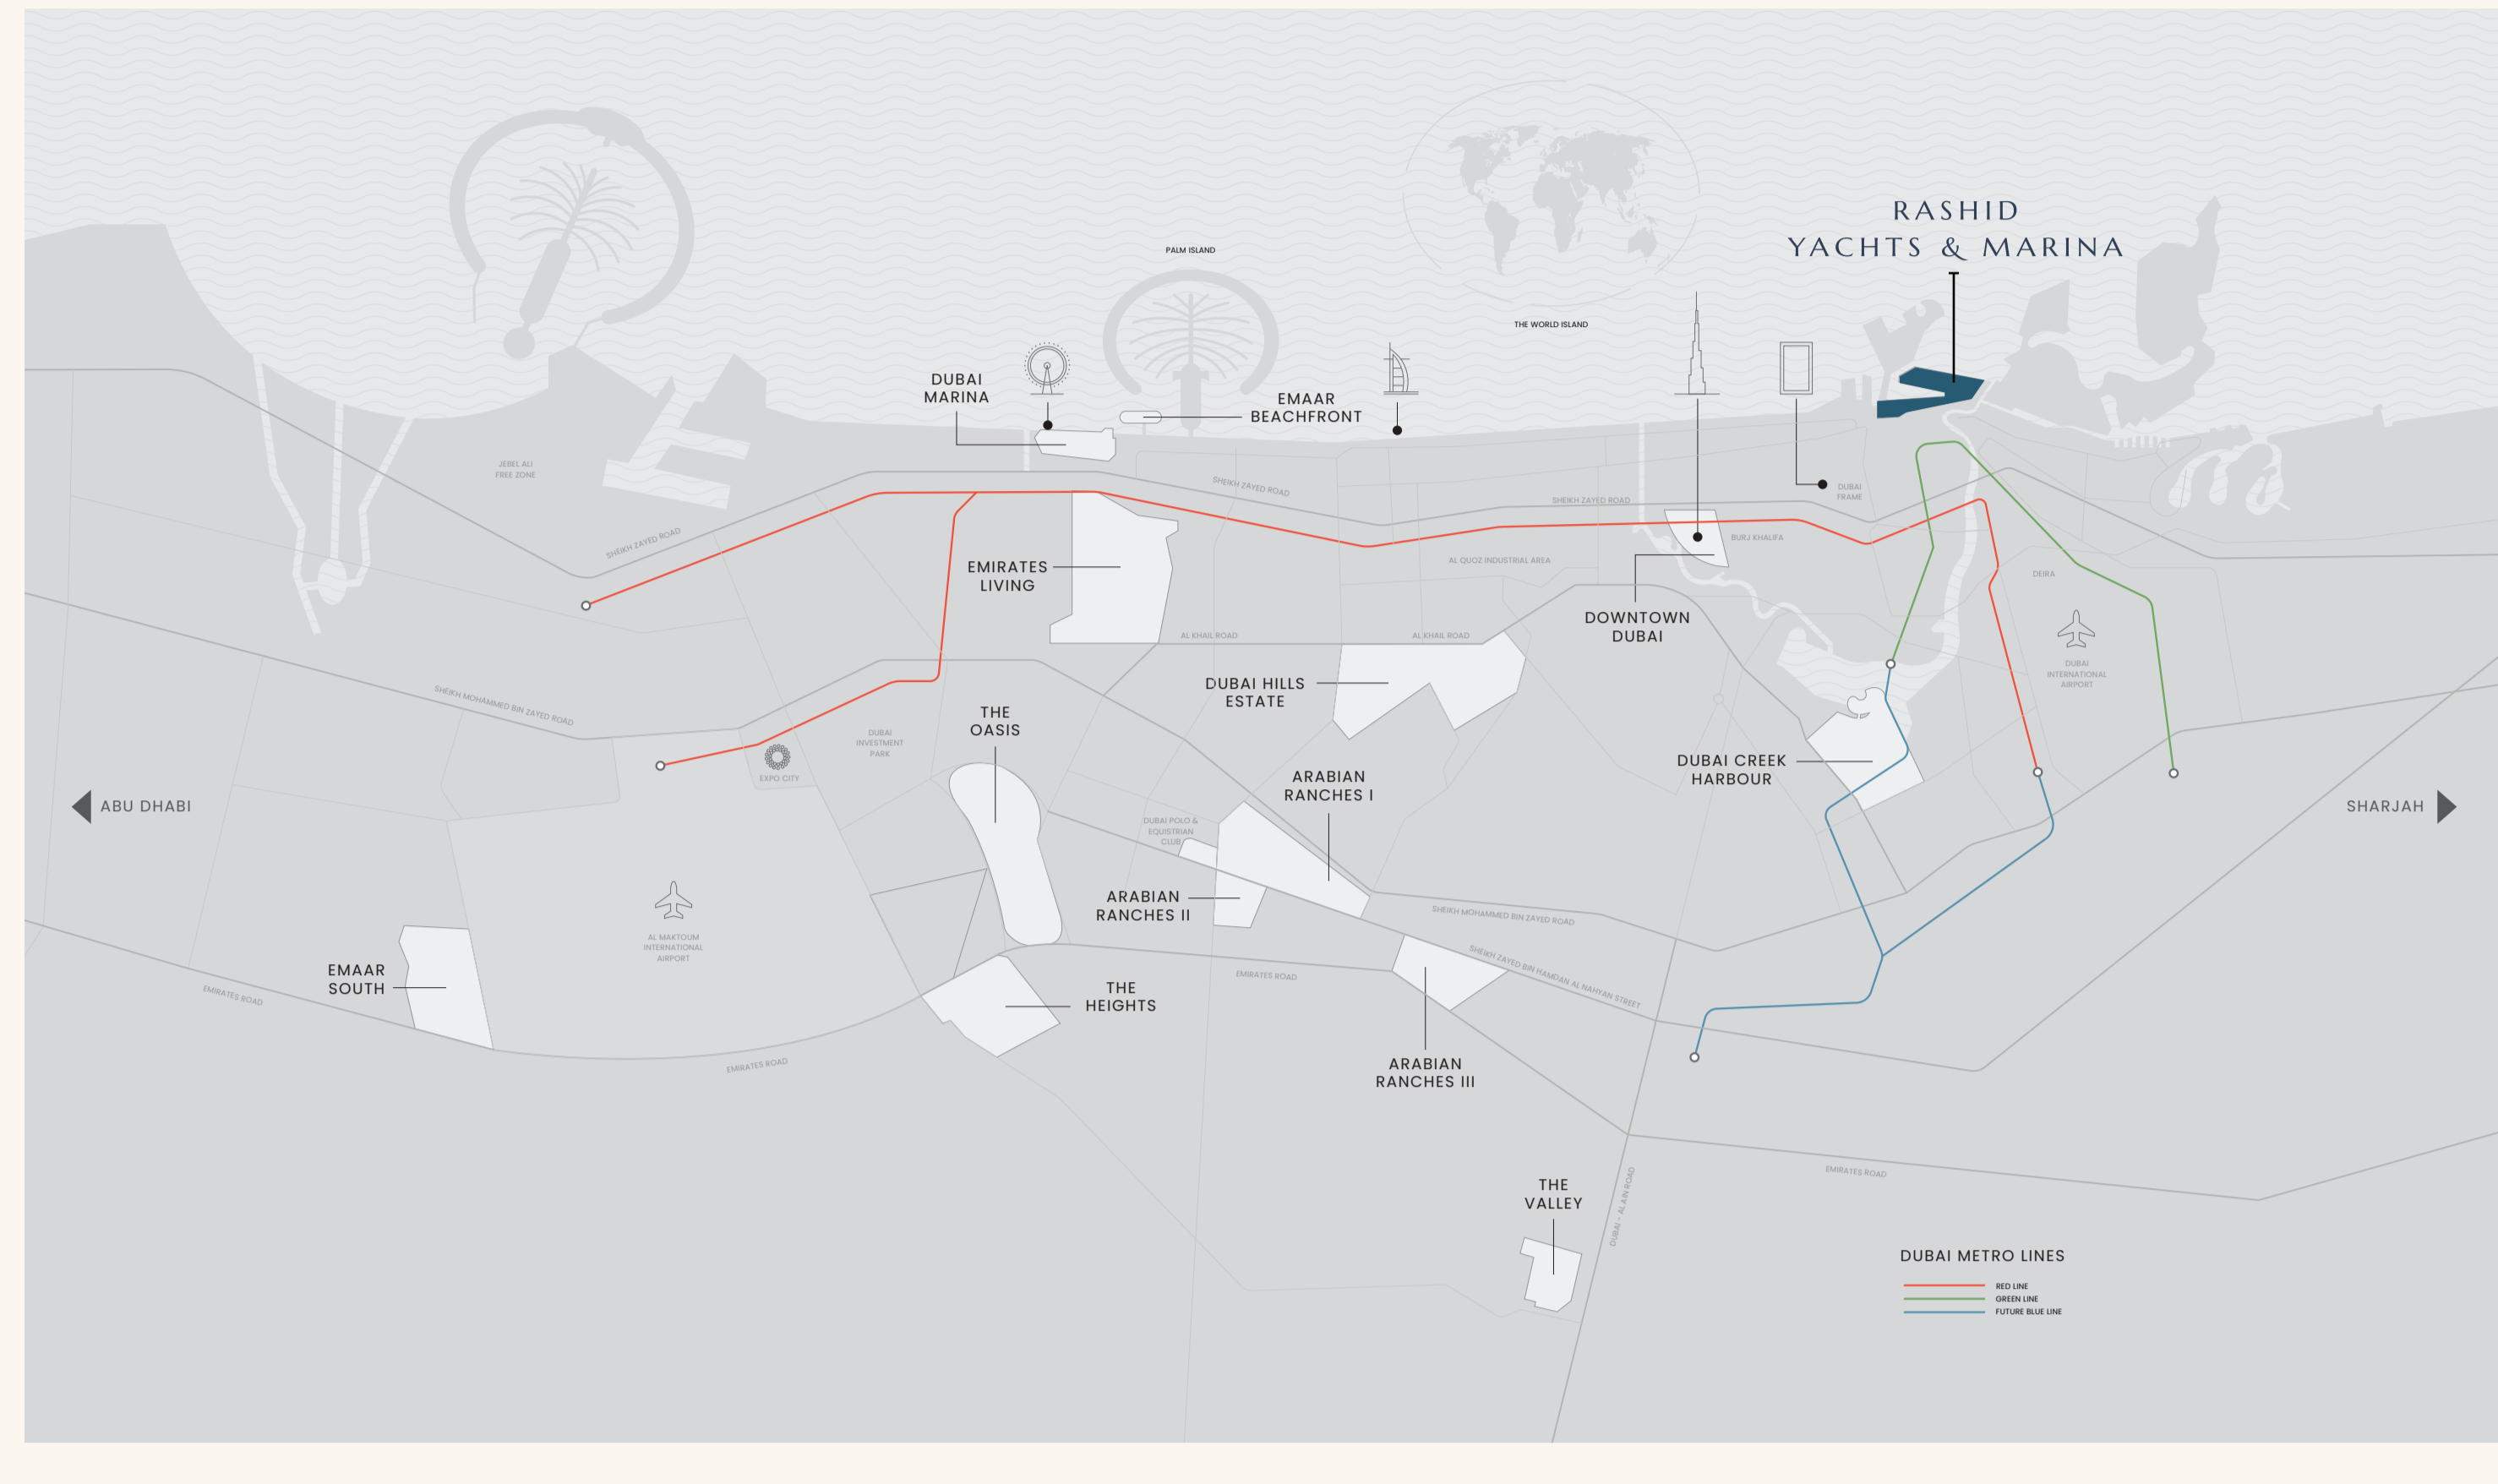 RASHID
YACHTS & MARINA
PALM ISLAND
THE WORLD ISLAND
DUBAI
MARINA
EMAAR
BEACHFRONT
JEBEL ALI
FREE ZONE
SHEIKH ZAYED ROAD
SHEIKH ZAYED ROAD
SHEIKH ZAYED ROAD
DUBAI
FRAME
BURJ KHALIFA
AL QUOZ INDUSTRIAL AREA
EMIRATES
LIVING
DEIRA
DOWNTOWN
DUBAI
AL KHAIL ROAD
AL KHAIL ROAD
DUBAI
INTERNATIONAL
AIRPORT
SHEIKH MOHAMMED BIN ZAYED ROAD
DUBAI HILLS
ESTATE
THE
OASIS
DUBAI
INVESTMENT
PARK
EXPO CITY
DUBAI CREEK
HARBOUR
ARABIAN
RANCHES I
ABU DHABI
SHARJAH
DUBAI POLO &
EQUISTRIAN
CLUB
ARABIAN
RANCHES II
SHEIKH MOHAMMED BIN ZAYED ROAD
AL MAKTOUM
INTERNATIONAL
AIRPORT
EMAAR
SOUTH
SHEIKH ZAYED BIN HAMDAN AL NAHYAN STREET
EMIRATES ROAD
EMIRATES ROAD
THE
HEIGHTS
EMIRATES ROAD
ARABIAN
RANCHES III
EMIRATES ROAD
THE
VALLEY
DUBAI - AL AIN ROAD
DUBAI METRO LINES
RED LINE
GREEN LINE
FUTURE BLUE LINE